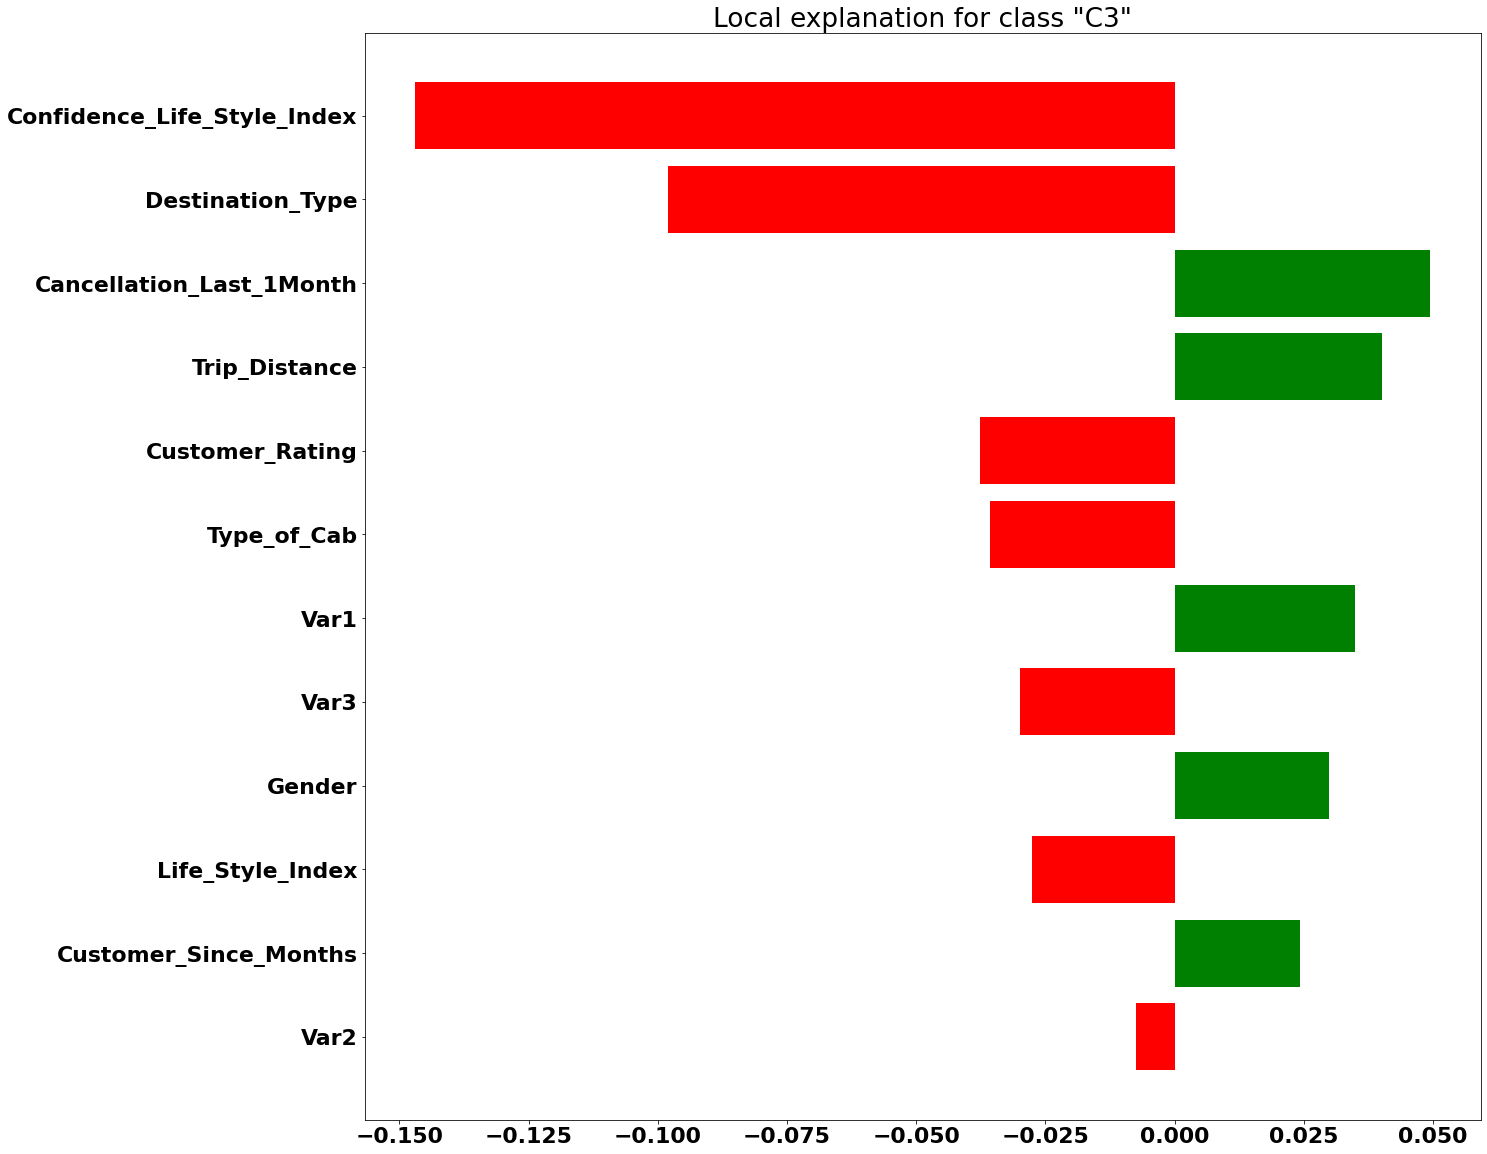 Local explanation for class "C3"
Confidence_Life_Style_Index
Destination_Type
Cancellation_Last_1Month
Trip_Distance
Customer_Rating
Type_of_Cab
Var1
Var3
Gender
Life_Style_Index
Customer_Since_Months
Var2
−0.150 −0.125 −0.100 −0.075 −0.050 −0.025 0.000 0.025 0.050